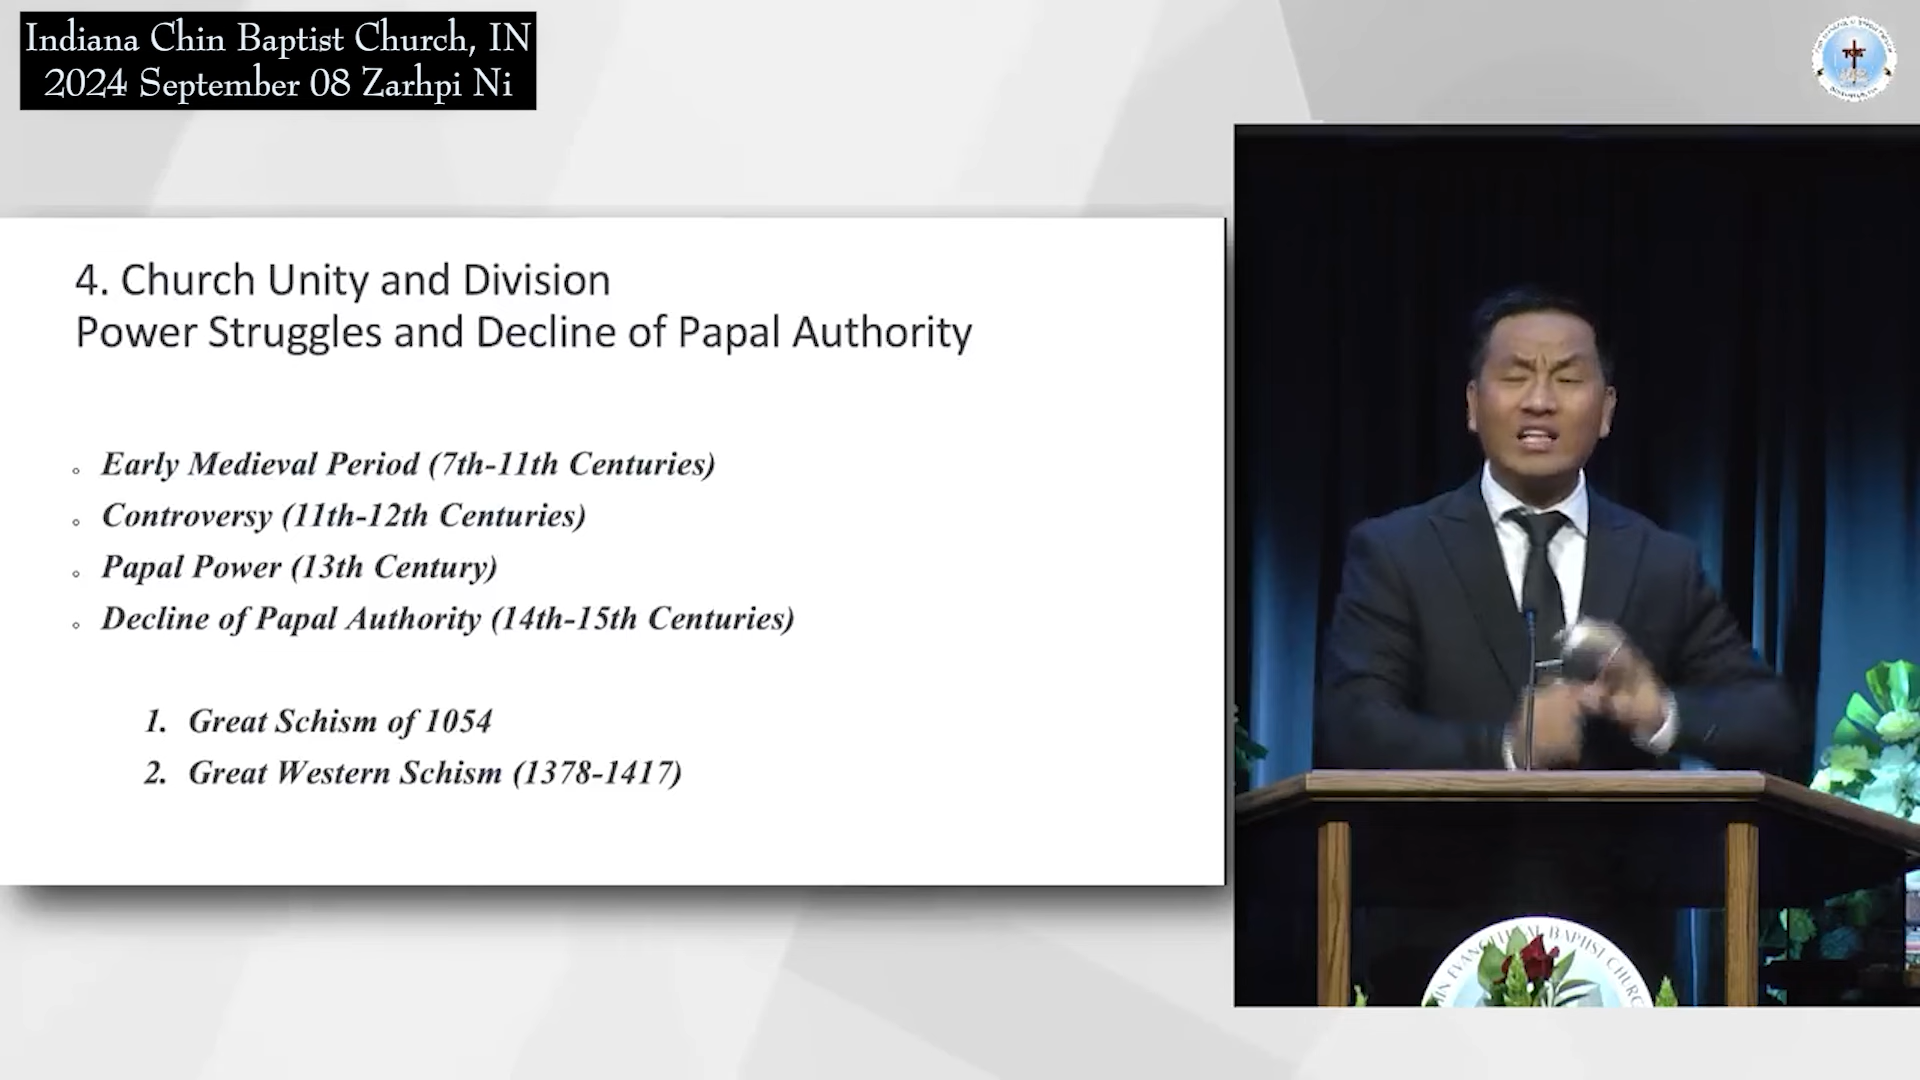 Indiana Chin Baptist Church, IN
2024 September 08 Zarhpi Ni
4. Church Unity and Division
Power Struggles and Decline of Papal Authority
Early Medieval Period (7th-11th Centuries)
Controversy (11th-12th Centuries)
Papal Power (13th Century)
Decline of Papal Authority (14th-15th Centuries)
1. Great Schism of 1054
2. Great Western Schism (1378-1417)
BAPTIST CHURC